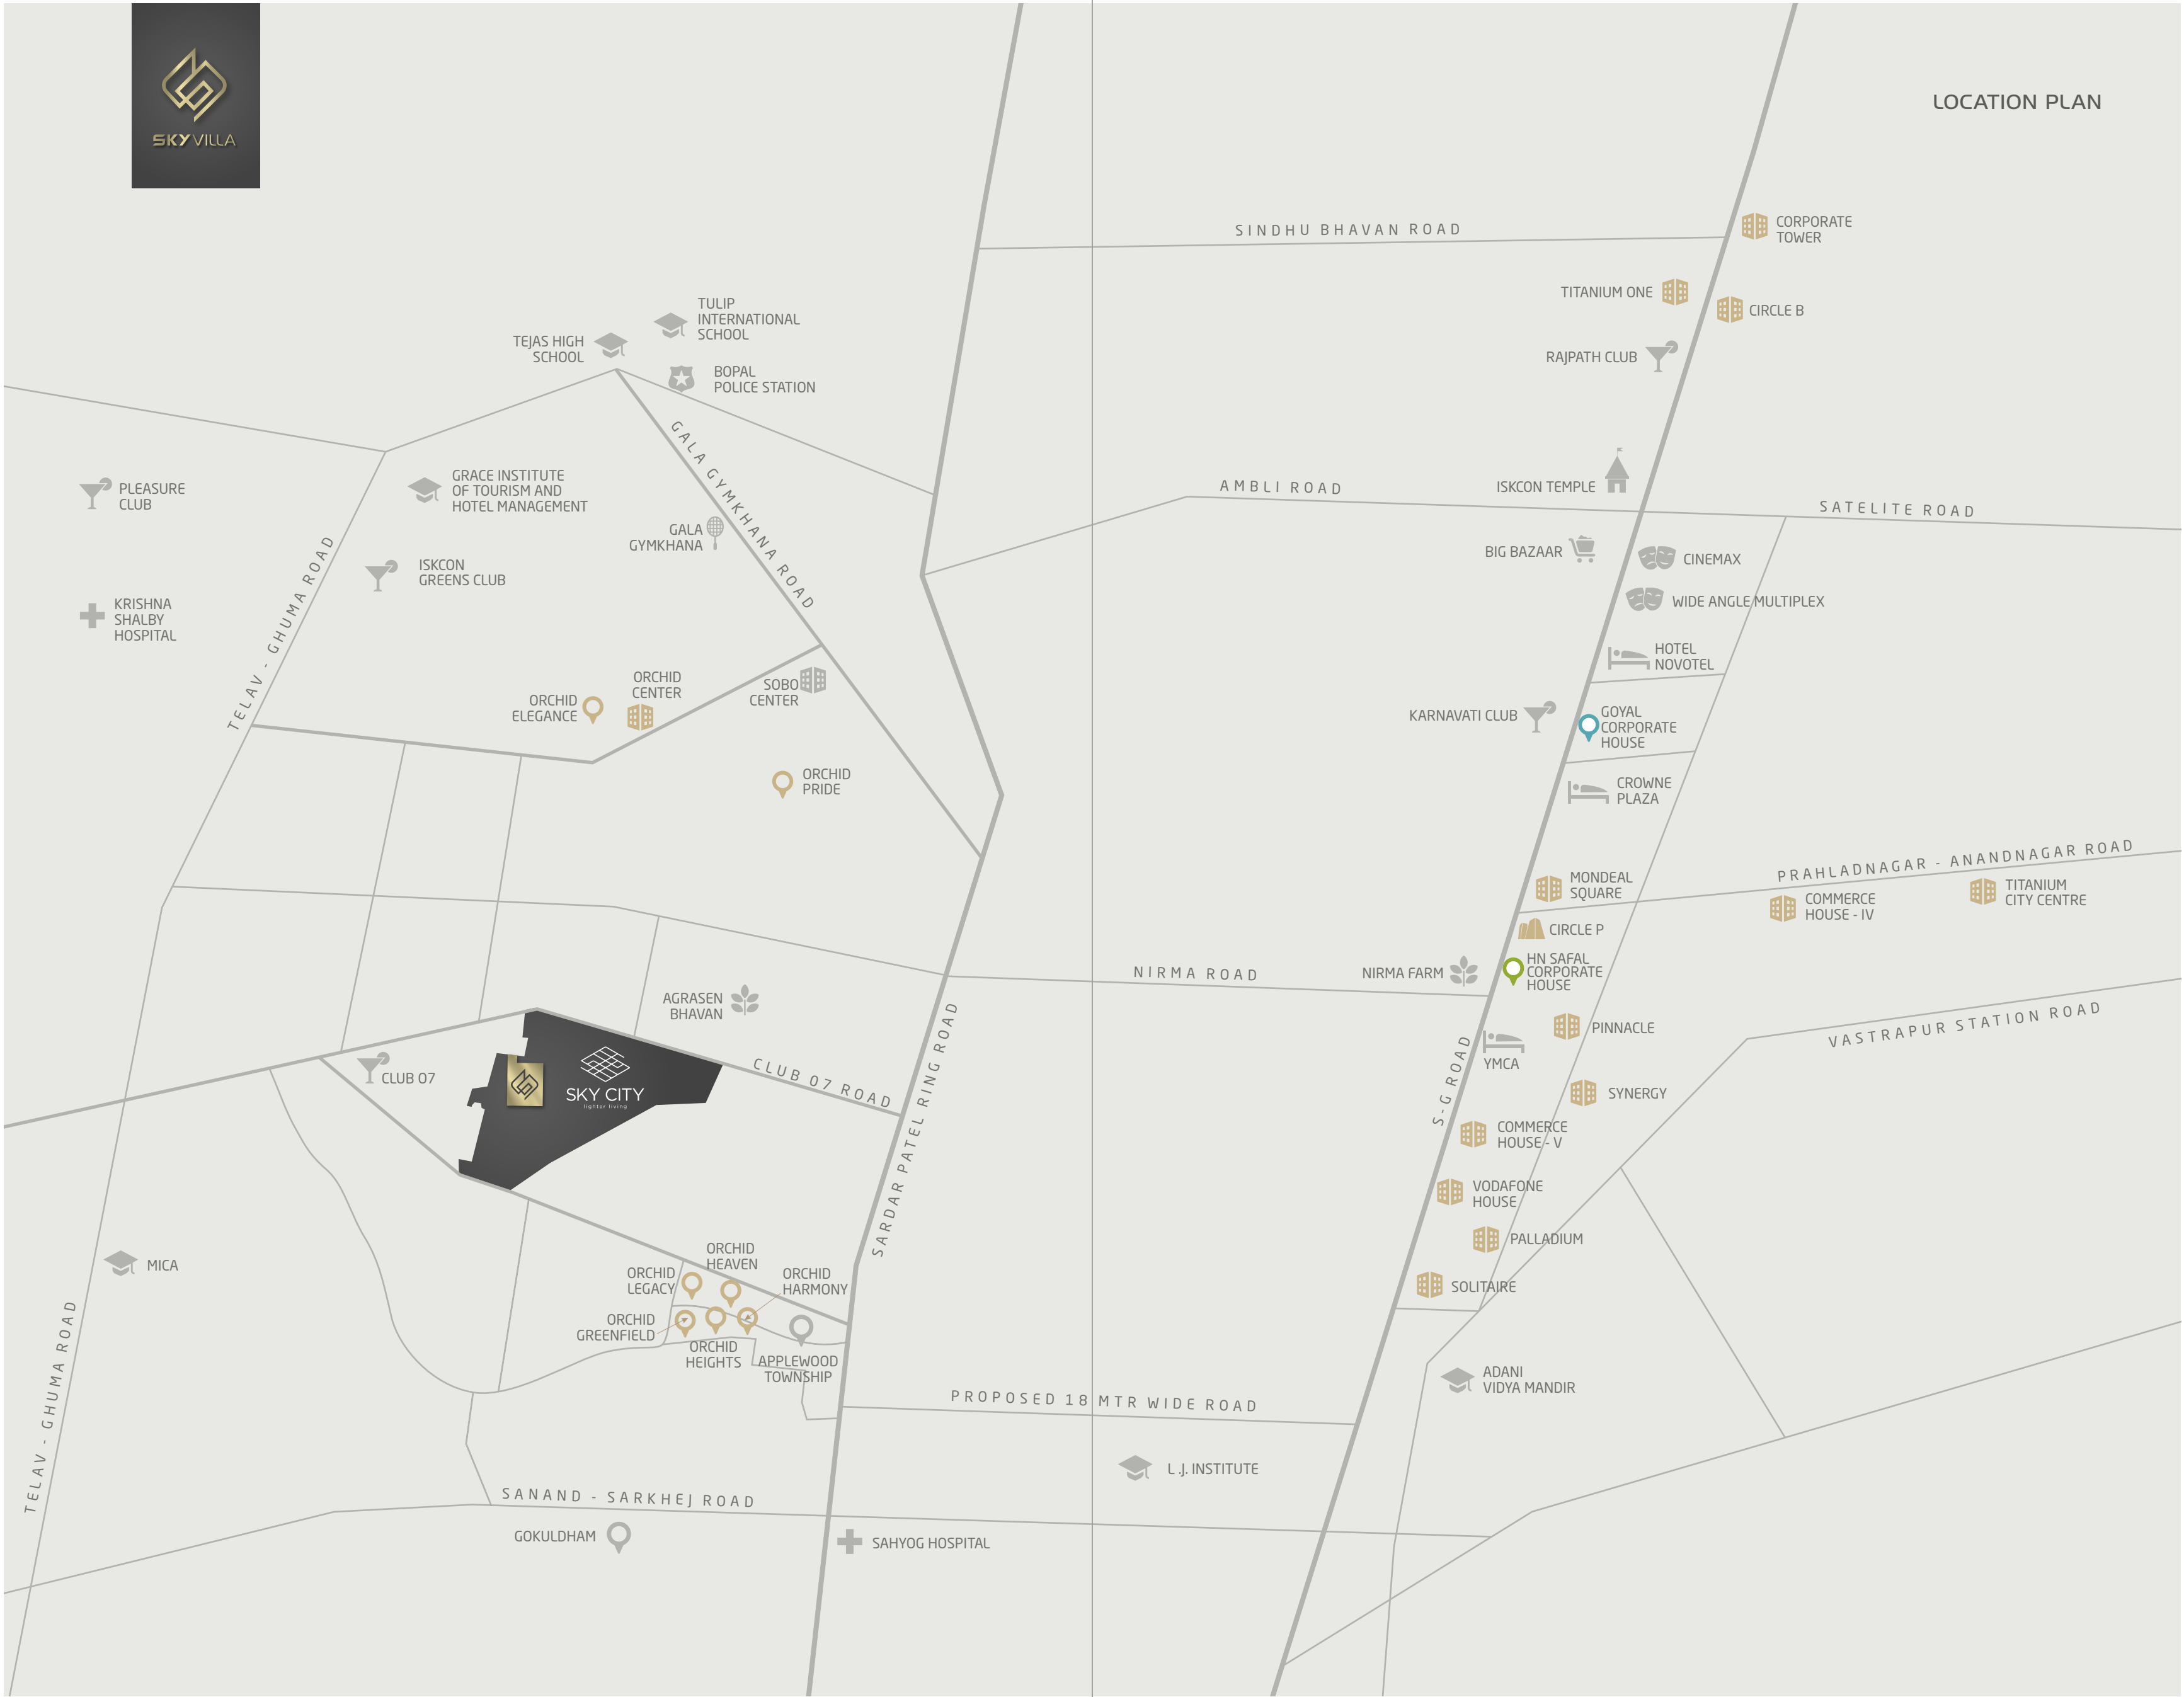 SKYVILLA
LOCATION PLAN
SINDHU BHAVAN ROAD
CORPORATE
TOWER
TITANIUM ONE
CIRCLE B
RAJPATH CLUB
TULIP
INTERNATIONAL
SCHOOL
TEJAS HIGH
SCHOOL
BOPAL
POLICE STATION
GALA GYMKHANA ROAD
PLEASURE
CLUB
GRACE INSTITUTE
OF TOURISM AND
HOTEL MANAGEMENT
GALA
GYMKHANA
ISKCON
GREENS CLUB
KRISHNA
SHALBY
HOSPITAL
TELAV - GHUMA ROAD
AMBLI ROAD
ISKCON TEMPLE
SATELITE ROAD
BIG BAZAAR
CINEMAX
WIDE ANGLE MULTIPLEX
HOTEL
NOVOTEL
KARNAVATI CLUB
GOYAL
CORPORATE
HOUSE
CROWNE
PLAZA
ORCHID
ELEGANCE
ORCHID
CENTER
SOBO
CENTER
ORCHID
PRIDE
PRAHLADNAGAR - ANANDNAGAR ROAD
MONDEAL
SQUARE
COMMERCE
HOUSE - IV
TITANIUM
CITY CENTRE
CIRCLE P
NIRMA ROAD
NIRMA FARM
HN SAFAL
CORPORATE
HOUSE
AGRASEN
BHAVAN
PINNACLE
VASTRAPUR STATION ROAD
YMCA
CLUB O7
SKY CITY
lighter living
CLUB O7 ROAD
SARDAR PATEL RING ROAD
S-G ROAD
SYNERGY
COMMERCE
HOUSE - V
VODAFONE
HOUSE
PALLADIUM
SOLITAIRE
MICA
ORCHID
HEAVEN
ORCHID
LEGACY
ORCHID
HARMONY
ORCHID
GREENFIELD
ORCHID
HEIGHTS
APPLEWOOD
TOWNSHIP
TELAV - GHUMA ROAD
PROPOSED 18 MTR WIDE ROAD
ADANI
VIDYA MANDIR
L .J. INSTITUTE
SANAND - SARKHEJ ROAD
GOKULDHAM
SAHYOG HOSPITAL